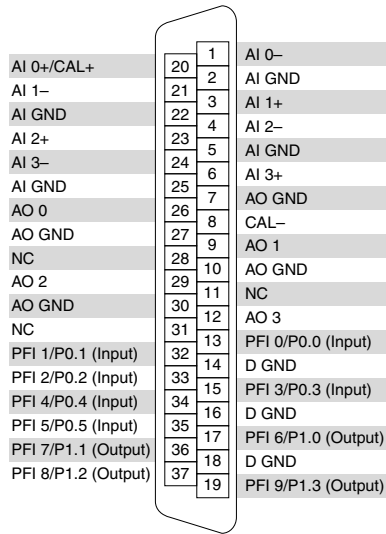 AI 0+/CAL+ 20
AI 1– 21
AI GND 22
AI 2+ 23
AI 3– 24
AI GND 25
AO 0 26
AO GND 27
NC 28
AO 2 29
AO GND 30
NC 31
PFI 1/P0.1 (Input) 32
PFI 2/P0.2 (Input) 33
PFI 4/P0.4 (Input) 34
PFI 5/P0.5 (Input) 35
PFI 7/P1.1 (Output) 36
PFI 8/P1.2 (Output) 37
1 AI 0–
2 AI GND
3 AI 1+
4 AI 2–
5 AI GND
6 AI 3+
7 AO GND
8 CAL–
9 AO 1
10 AO GND
11 NC
12 AO 3
13 PFI 0/P0.0 (Input)
14 D GND
15 PFI 3/P0.3 (Input)
16 D GND
17 PFI 6/P1.0 (Output)
18 D GND
19 PFI 9/P1.3 (Output)